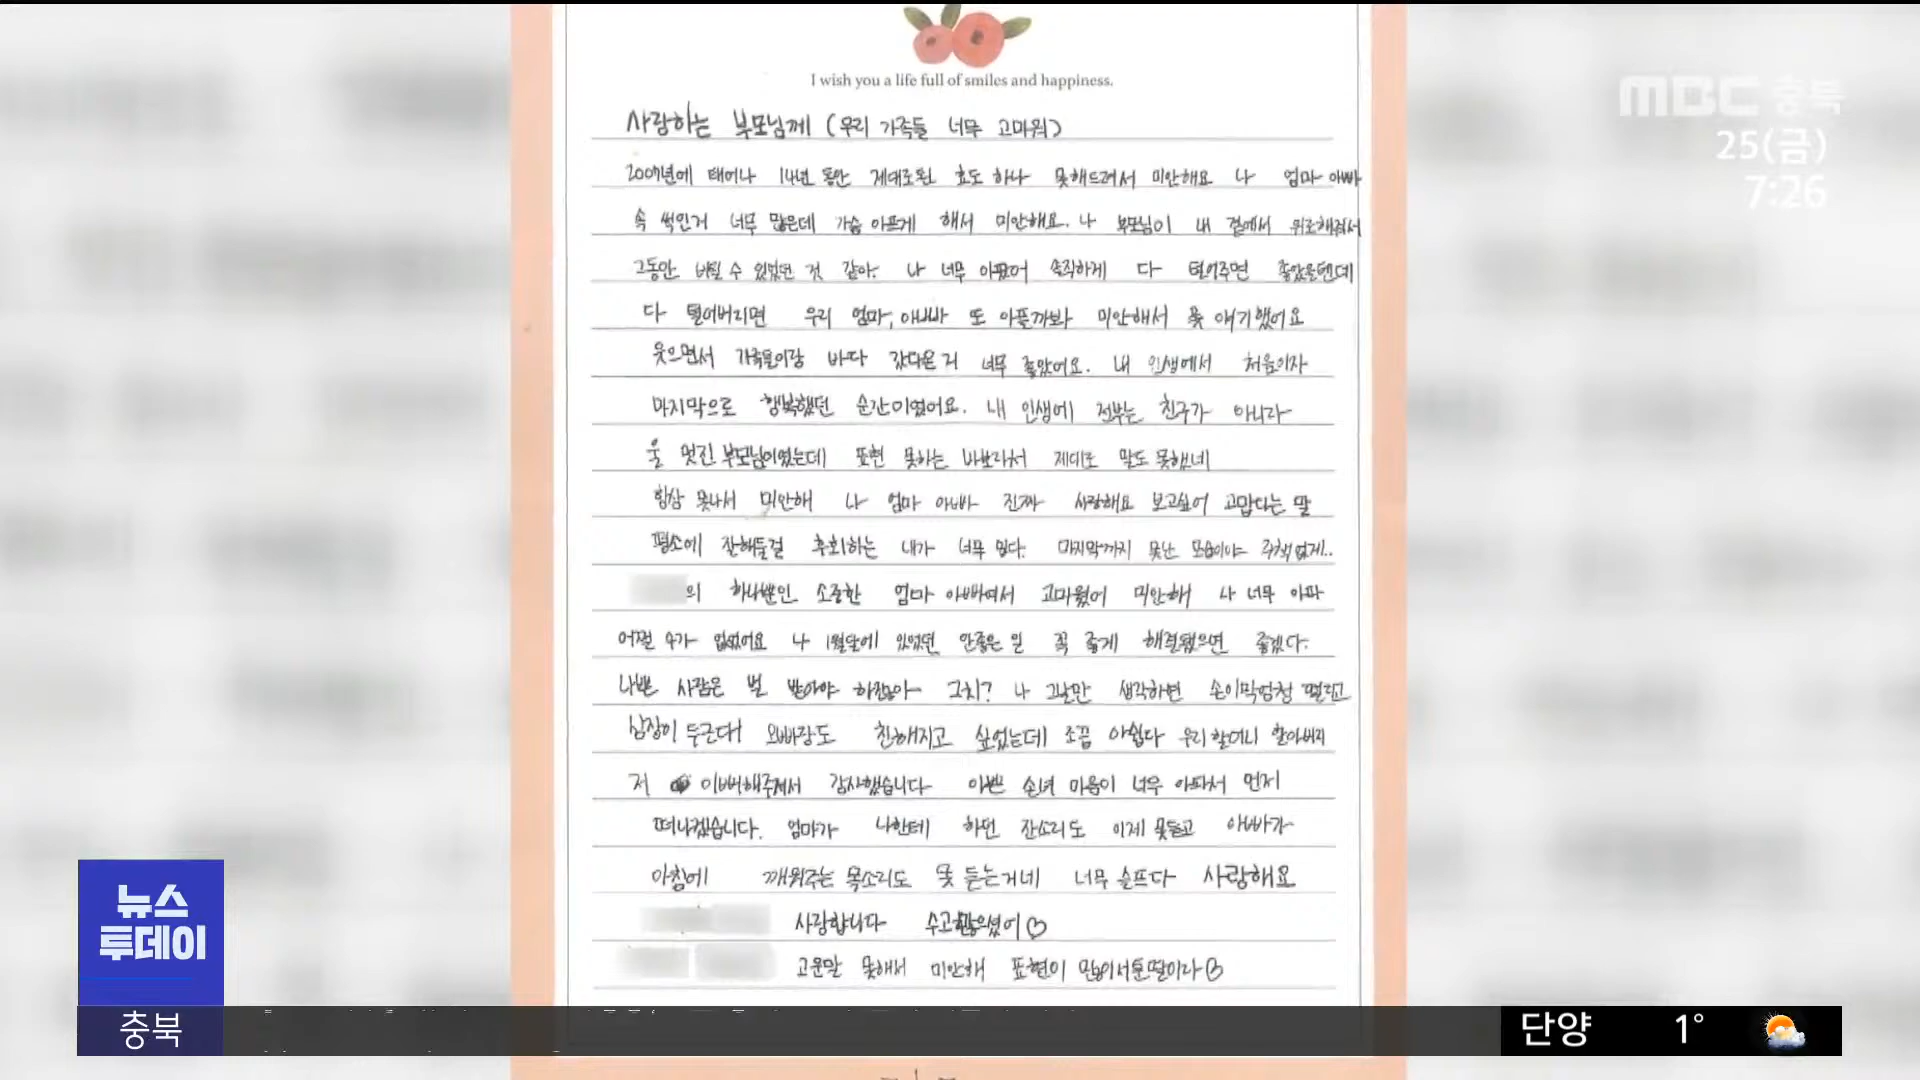 I wish you a life full of smiles and happiness.
MBC 충북
25(금)
7:26
사랑하는 부모님께 (우리 가족들 너무 고마워)
2007년에 태어나 14년 동안 제대로된 효도 하나 못해드려서 미안해요 나 엄마 아빠
속 썩인거 너무 많은데 가슴 아프게 해서 미안해요. 나 부모님이 내 곁에서 위로해줘서
그동안 버틸 수 있었던 것 같아. 나 너무 아팠어 솔직하게 다 털어주면 좋았을텐데
다 털어버리면 우리 엄마, 아빠 또 아플까봐 미안해서 못 얘기했어요
웃으면서 가족들이랑 바다 갔다온거 너무 좋았어요. 내 인생에서 처음이자
마지막으로 행복했던 순간이였어요. 내 인생에 전부는 친구가 아니라
울 멋진 부모님이였는데 표현 못하는 바보라서 제대로 말도 못했네
항상 못나서 미안해 나 엄마 아빠 진짜 사랑해요 보고싶어 고맙다는 말
평소에 잘해둘걸 후회하는 내가 너무 밉다. 마지막까지 못난 모습이야 주책없게..
의 하나뿐인 소중한 엄마 아빠여서 고마웠어 미안해 나 너무 아파
어쩔 수가 없었어요 나 1월달에 있었던 안좋은 일 꼭 좋게 해결됐으면 좋겠다.
나쁜 사람은 벌 받아야 하잖아 그치? 나 그날만 생각하면 손이막엄청 떨리고
심장이 두근대 오빠랑도 친해지고 싶었는데 조끔 아쉽다 우리할머니 할아버지
저 이뻐해주셔서 감사했습니다 이쁜 손녀 마음이 너무 아파서 먼저
떠나겠습니다. 엄마가 나한테 하던 잔소리도 이제 못듣고 아빠가
아침에 깨워주는 목소리도 못 듣는거네 너무 슬프다 사랑해요
사랑합니다 수고많으셨어♡
고운말 못해서 미안해 표현이 많이서툰딸이라♡
뉴스
투데이
충북
단양 1°